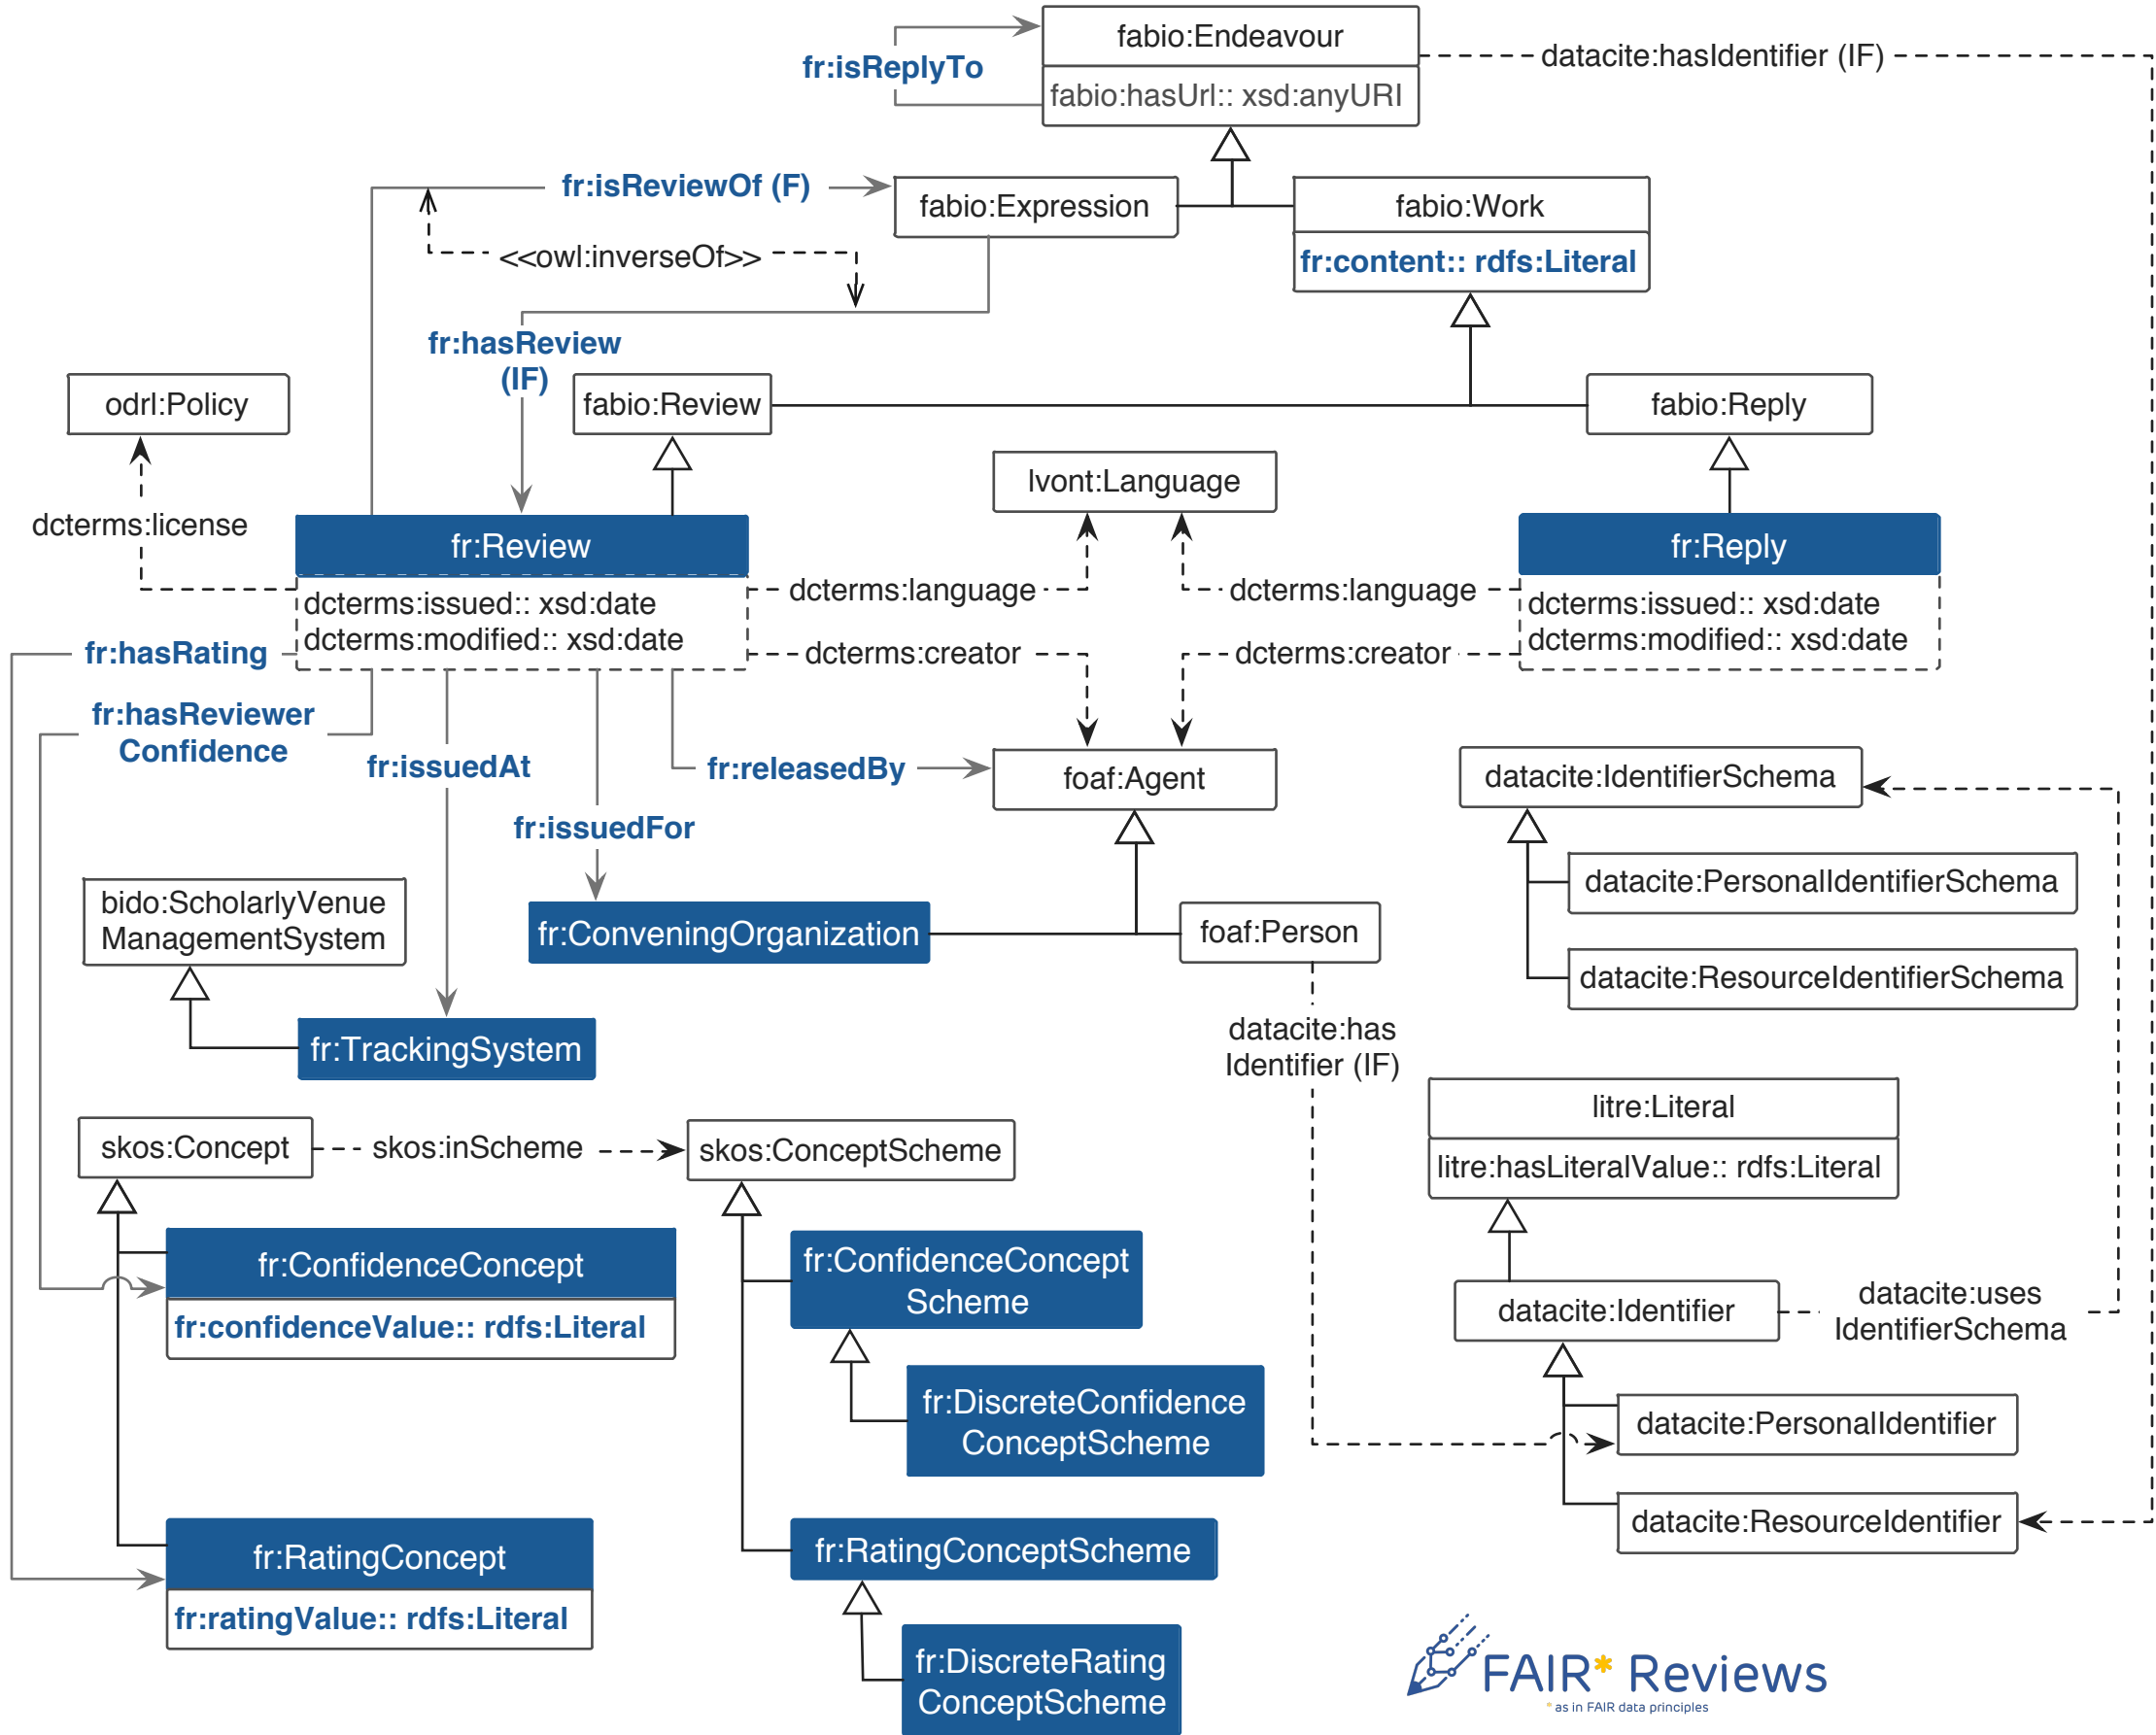 fabio:Endeavour
fabio:hasUrl:: xsd:anyURI
fr:isReplyTo
datacite:hasIdentifier (IF)
fr:isReviewOf (F)
fabio:Expression
fabio:Work
fr:content:: rdfs:Literal
<<owl:inverseOf>>
fr:hasReview
(IF)
odrl:Policy
fabio:Review
fabio:Reply
lvont:Language
dcterms:license
fr:Review
dcterms:issued:: xsd:date
dcterms:modified:: xsd:date
dcterms:language
dcterms:language
dcterms:creator
dcterms:creator
fr:Reply
dcterms:issued:: xsd:date
dcterms:modified:: xsd:date
fr:hasRating
fr:hasReviewer
Confidence
fr:issuedAt
fr:releasedBy
foaf:Agent
fr:issuedFor
datacite:IdentifierSchema
datacite:PersonalIdentifierSchema
datacite:ResourceIdentifierSchema
bido:ScholarlyVenue
ManagementSystem
fr:ConveningOrganization
foaf:Person
fr:TrackingSystem
datacite:has
Identifier (IF)
litre:Literal
litre:hasLiteralValue:: rdfs:Literal
skos:Concept
skos:inScheme
skos:ConceptScheme
fr:ConfidenceConcept
fr:confidenceValue:: rdfs:Literal
fr:ConfidenceConcept
Scheme
datacite:Identifier
datacite:uses
IdentifierSchema
fr:DiscreteConfidence
ConceptScheme
datacite:PersonalIdentifier
datacite:ResourceIdentifier
fr:RatingConcept
fr:ratingValue:: rdfs:Literal
fr:RatingConceptScheme
fr:DiscreteRating
ConceptScheme
FAIR* Reviews
* as in FAIR data principles